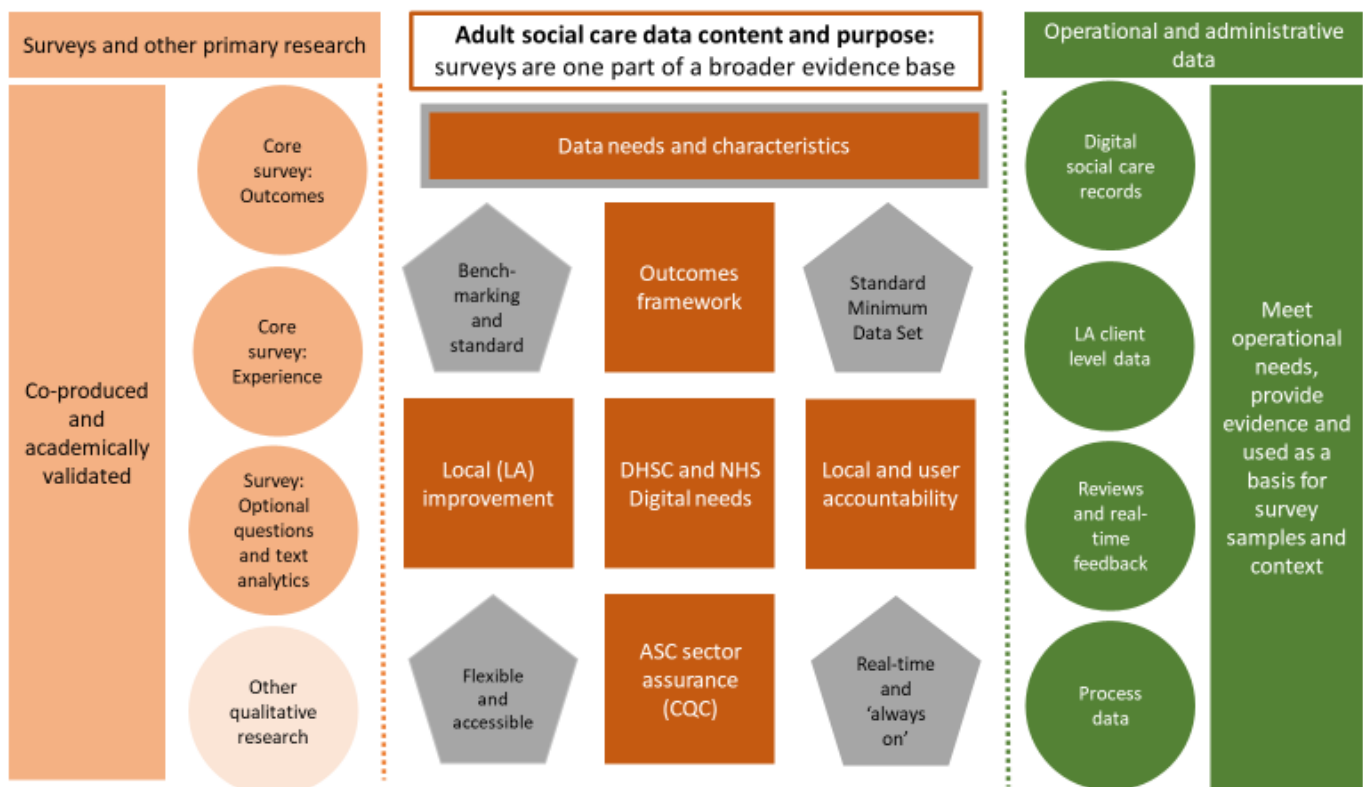 Surveys and other primary research
Co-produced
and
academically
validated
Core
survey:
Outcomes
Core
survey:
Experience
Survey:
Optional
questions
and text
analytics
Other
qualitative
research
Adult social care data content and purpose:
surveys are one part of a broader evidence base
Data needs and characteristics
Bench-
marking
and
standard
Outcomes
framework
Standard
Minimum
Data Set
Local (LA)
improvement
DHSC and NHS
Digital needs
Local and user
accountability
Flexible
and
accessible
ASC sector
assurance
(CQC)
Real-time
and
‘always
on’
Operational and administrative
data
Digital
social care
records
LA client
level data
Reviews
and real-
time
feedback
Process
data
Meet
operational
needs,
provide
evidence and
used as a
basis for
survey
samples and
context